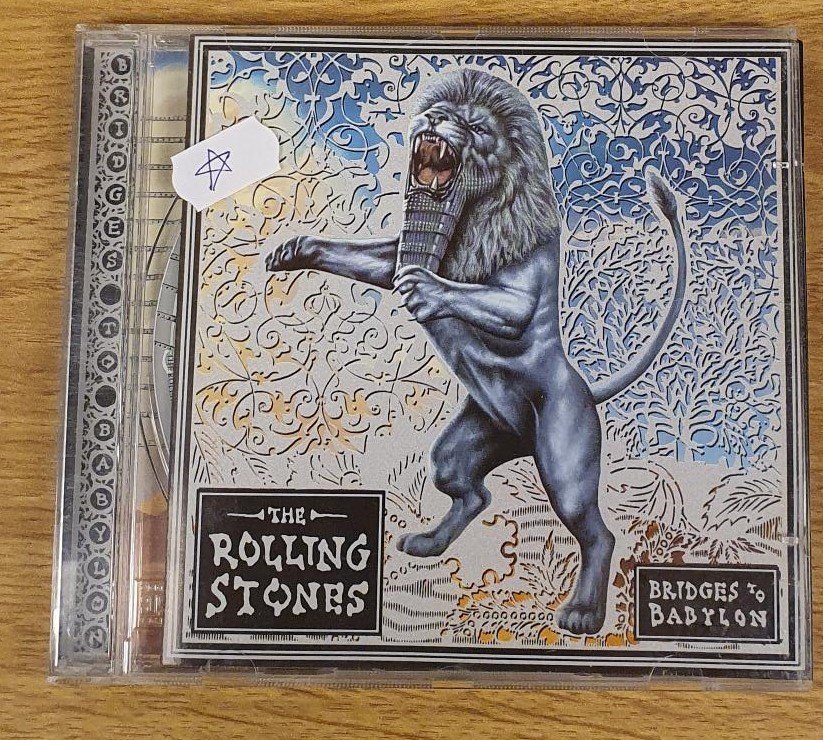 BRIDGES TO BABYLON
THE
ROLLING
STONES
BRIDGES TO
BABYLON